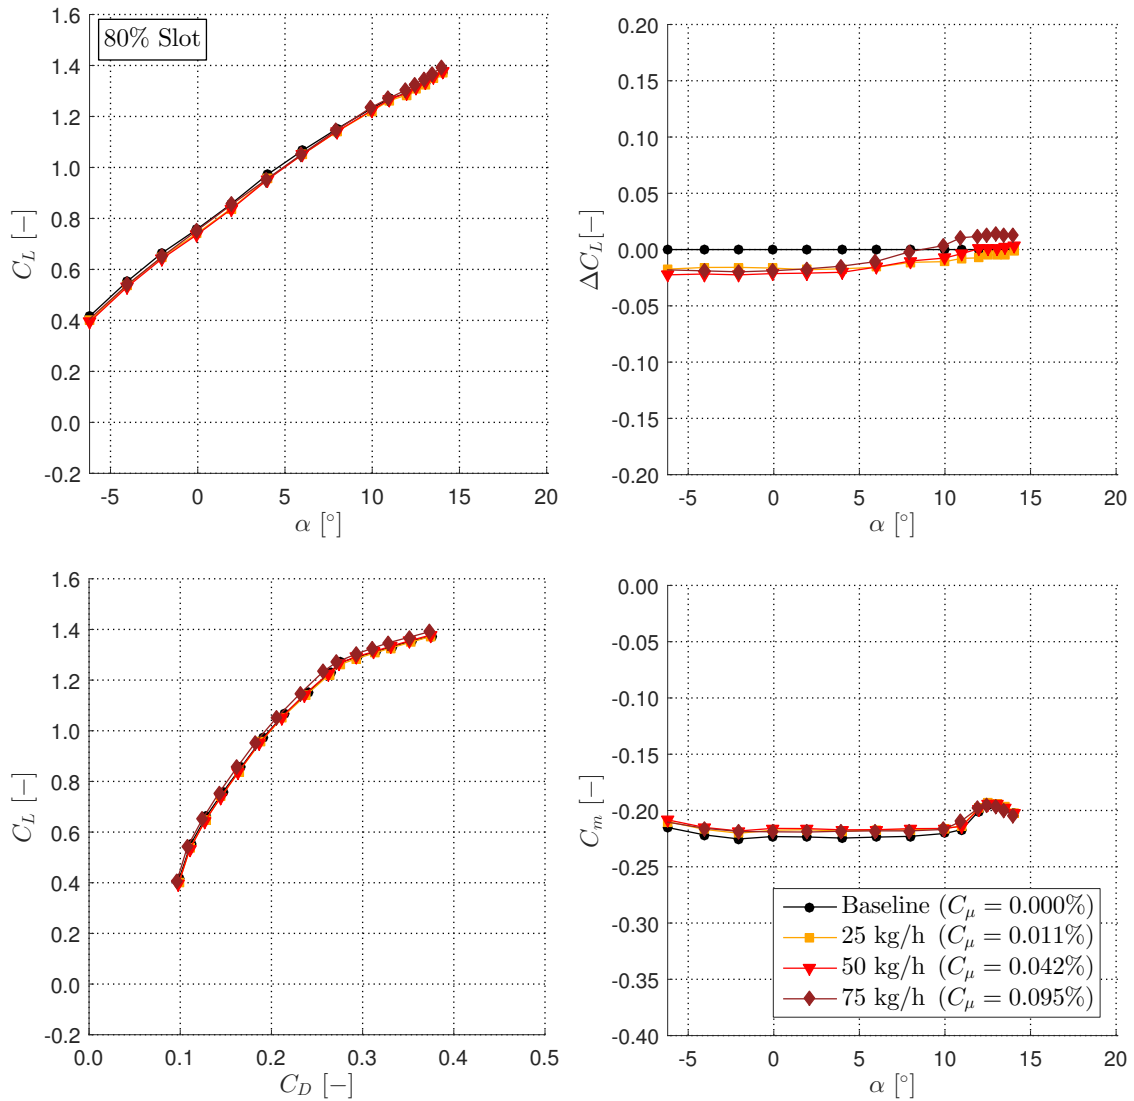 80% Slot
1.6
1.4
1.2
1.0
0.8
0.6
0.4
0.2
0.0
-0.2
C_L [−]
-5 0 5 10 15 20
α [°]
0.20
0.15
0.10
0.05
0.00
-0.05
-0.10
-0.15
-0.20
ΔC_L [−]
-5 0 5 10 15 20
α [°]
1.6
1.4
1.2
1.0
0.8
0.6
0.4
0.2
0.0
-0.2
C_L [−]
0.0 0.1 0.2 0.3 0.4 0.5
C_D [−]
0.00
-0.05
-0.10
-0.15
-0.20
-0.25
-0.30
-0.35
-0.40
C_m [−]
Baseline (C_μ = 0.000%)
25 kg/h (C_μ = 0.011%)
50 kg/h (C_μ = 0.042%)
75 kg/h (C_μ = 0.095%)
-5 0 5 10 15 20
α [°]